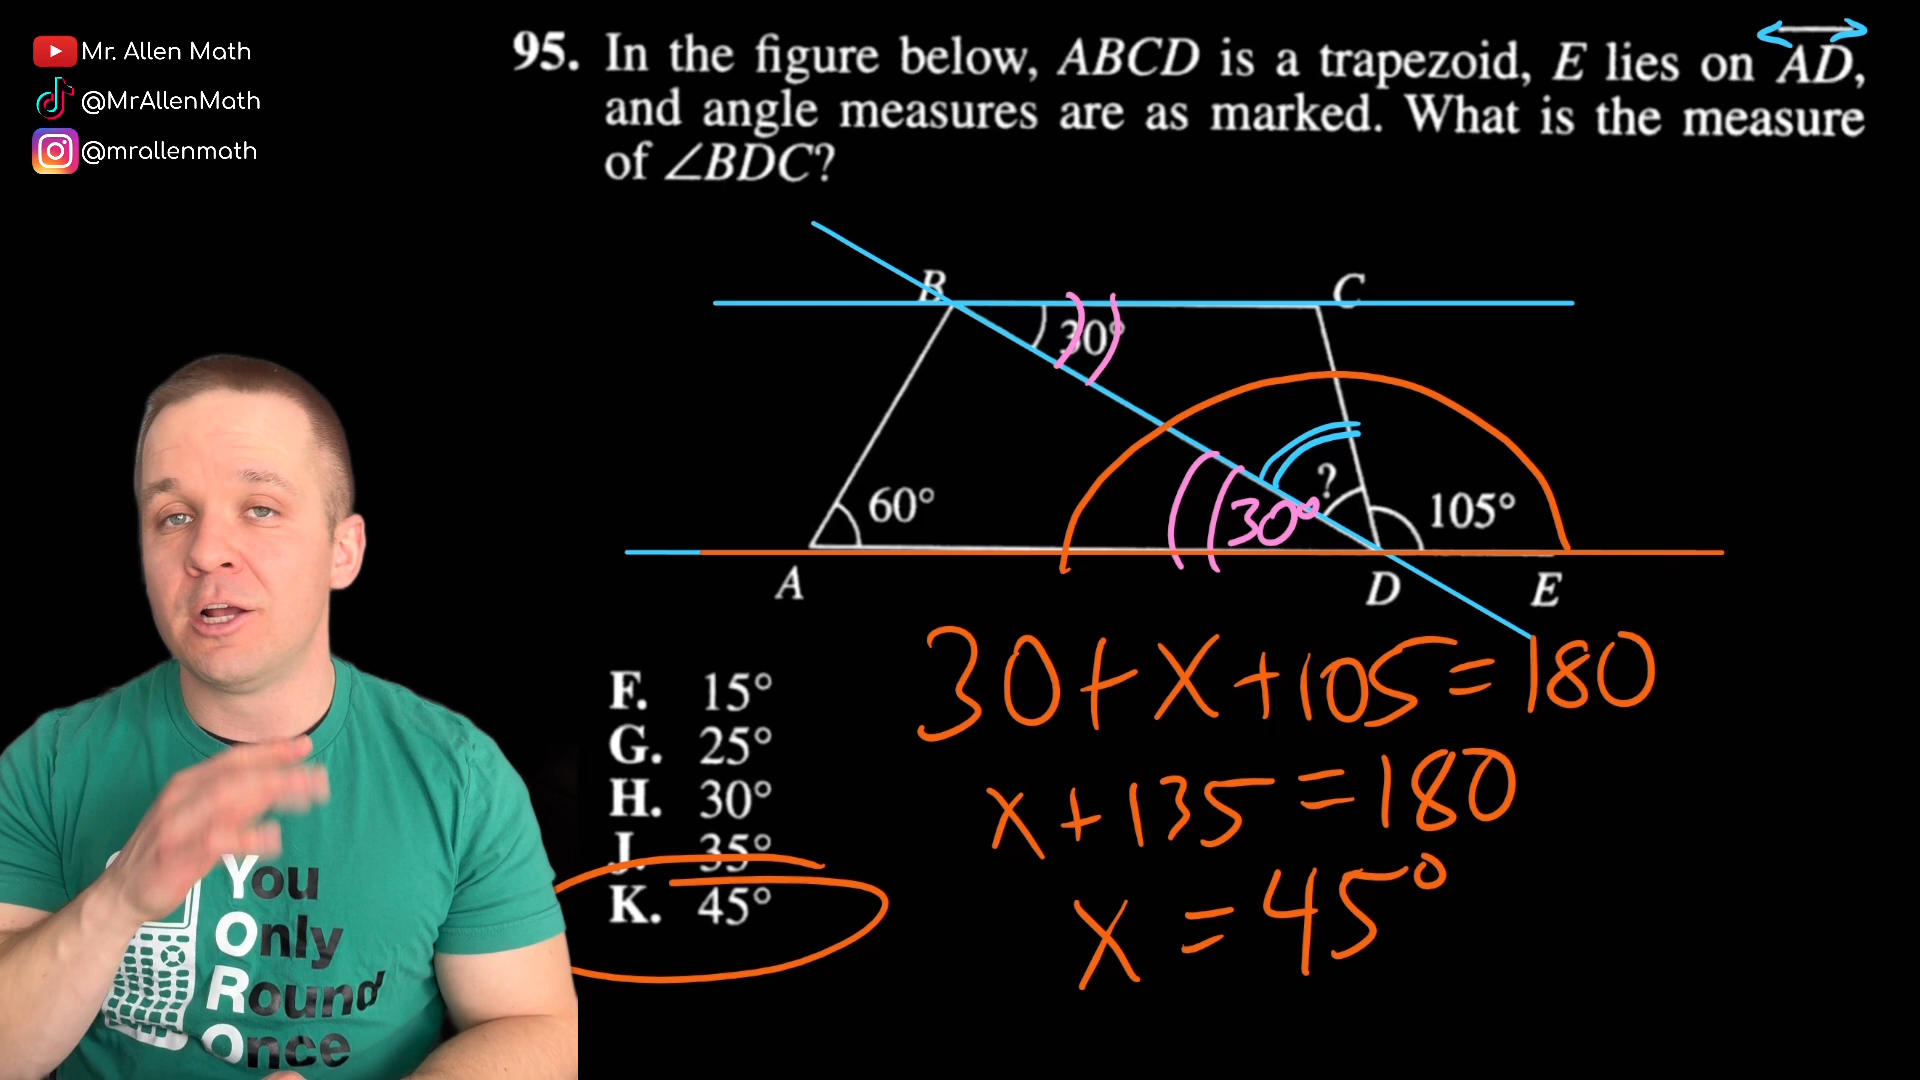 Mr. Allen Math
@MrAllenMath
@mrallenmath
95. In the figure below, ABCD is a trapezoid, E lies on AD,
and angle measures are as marked. What is the measure
of ∠BDC?
B C
30°
?
60° 30° 105°
A D E
30+x+105=180
x+135=180
x=45°
F. 15°
G. 25°
H. 30°
J. 35°
K. 45°
You
Only
Round
Once